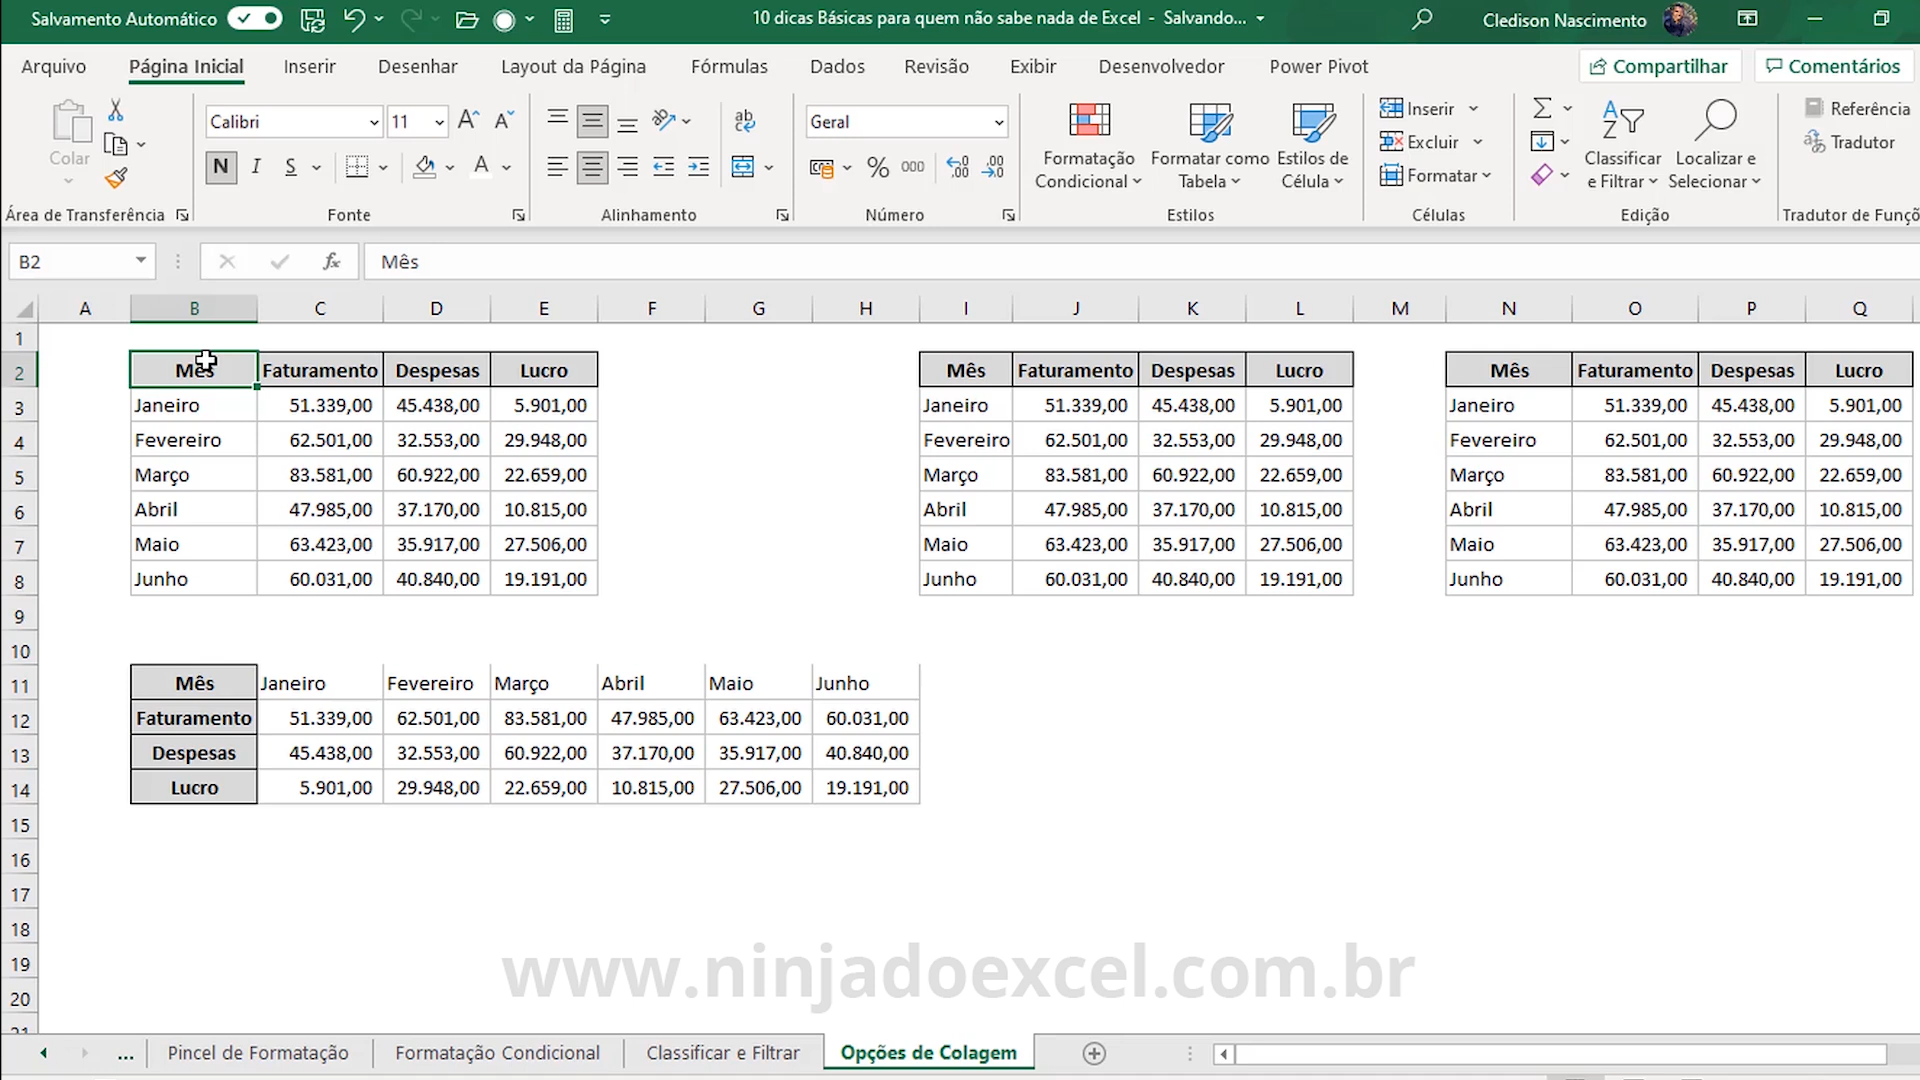 Salvamento Automático
10 dicas Básicas para quem não sabe nada de Excel - Salvando...
Cledison Nascimento
Arquivo Página Inicial Inserir Desenhar Layout da Página Fórmulas Dados Revisão Exibir Desenvolvedor Power Pivot Compartilhar Comentários
Colar
Calibri 11
N I S A
Geral
% 000
Formatação Condicional
Formatar como Tabela
Estilos de Célula
Inserir
Excluir
Formatar
Classificar e Filtrar
Localizar e Selecionar
Referência
Tradutor
Área de Transferência Fonte Alinhamento Número Estilos Células Edição Tradutor de Funçõ
B2 fx Mês
A B C D E F G H I J K L M N O P Q
1
2 Mês Faturamento Despesas Lucro Mês Faturamento Despesas Lucro Mês Faturamento Despesas Lucro
3 Janeiro 51.339,00 45.438,00 5.901,00 Janeiro 51.339,00 45.438,00 5.901,00 Janeiro 51.339,00 45.438,00 5.901,00
4 Fevereiro 62.501,00 32.553,00 29.948,00 Fevereiro 62.501,00 32.553,00 29.948,00 Fevereiro 62.501,00 32.553,00 29.948,00
5 Março 83.581,00 60.922,00 22.659,00 Março 83.581,00 60.922,00 22.659,00 Março 83.581,00 60.922,00 22.659,00
6 Abril 47.985,00 37.170,00 10.815,00 Abril 47.985,00 37.170,00 10.815,00 Abril 47.985,00 37.170,00 10.815,00
7 Maio 63.423,00 35.917,00 27.506,00 Maio 63.423,00 35.917,00 27.506,00 Maio 63.423,00 35.917,00 27.506,00
8 Junho 60.031,00 40.840,00 19.191,00 Junho 60.031,00 40.840,00 19.191,00 Junho 60.031,00 40.840,00 19.191,00
9
10
11 Mês Janeiro Fevereiro Março Abril Maio Junho
12 Faturamento 51.339,00 62.501,00 83.581,00 47.985,00 63.423,00 60.031,00
13 Despesas 45.438,00 32.553,00 60.922,00 37.170,00 35.917,00 40.840,00
14 Lucro 5.901,00 29.948,00 22.659,00 10.815,00 27.506,00 19.191,00
15
16
17
18
19
20
21
www.ninjadoexcel.com.br
... Pincel de Formatação Formatação Condicional Classificar e Filtrar Opções de Colagem